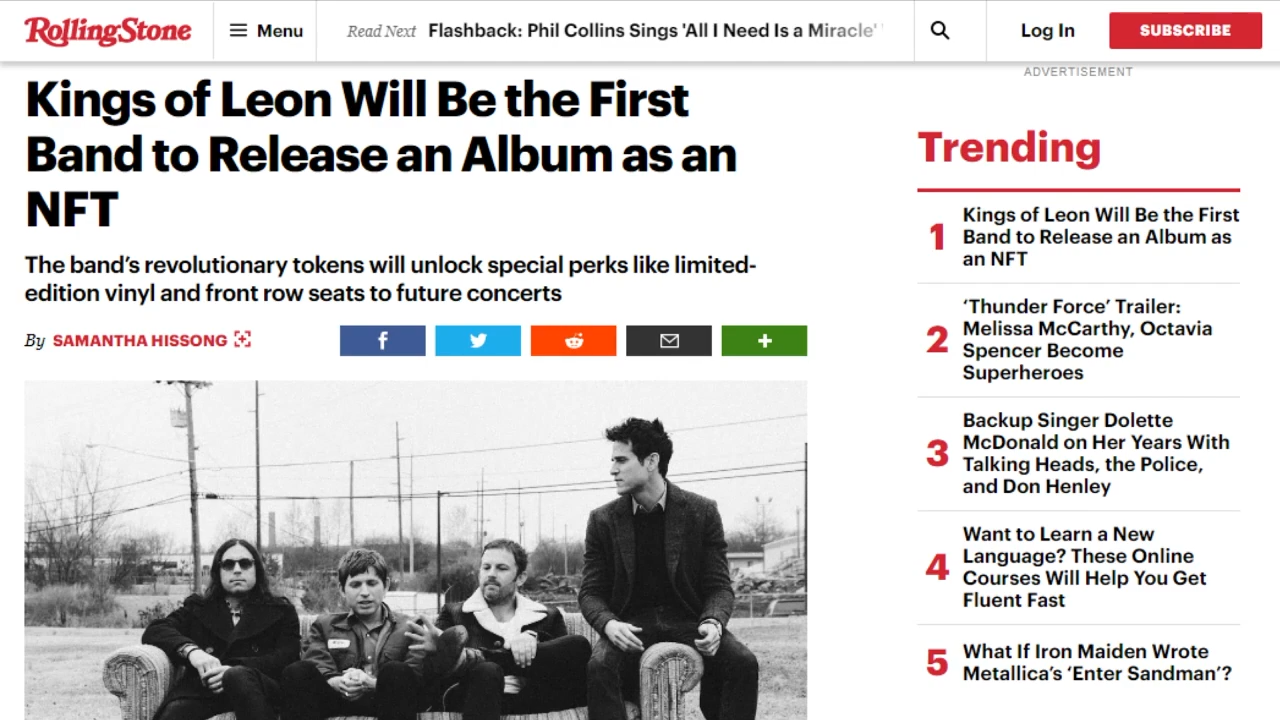 RollingStone
Menu
Read Next Flashback: Phil Collins Sings 'All I Need Is a Miracle'
Log In
SUBSCRIBE
ADVERTISEMENT
Kings of Leon Will Be the First
Band to Release an Album as an
NFT
The band's revolutionary tokens will unlock special perks like limited-
edition vinyl and front row seats to future concerts
By SAMANTHA HISSONG
Trending
1
Kings of Leon Will Be the First
Band to Release an Album as
an NFT
2
‘Thunder Force’ Trailer:
Melissa McCarthy, Octavia
Spencer Become
Superheroes
3
Backup Singer Dolette
McDonald on Her Years With
Talking Heads, the Police,
and Don Henley
4
Want to Learn a New
Language? These Online
Courses Will Help You Get
Fluent Fast
5
What If Iron Maiden Wrote
Metallica’s ‘Enter Sandman’?